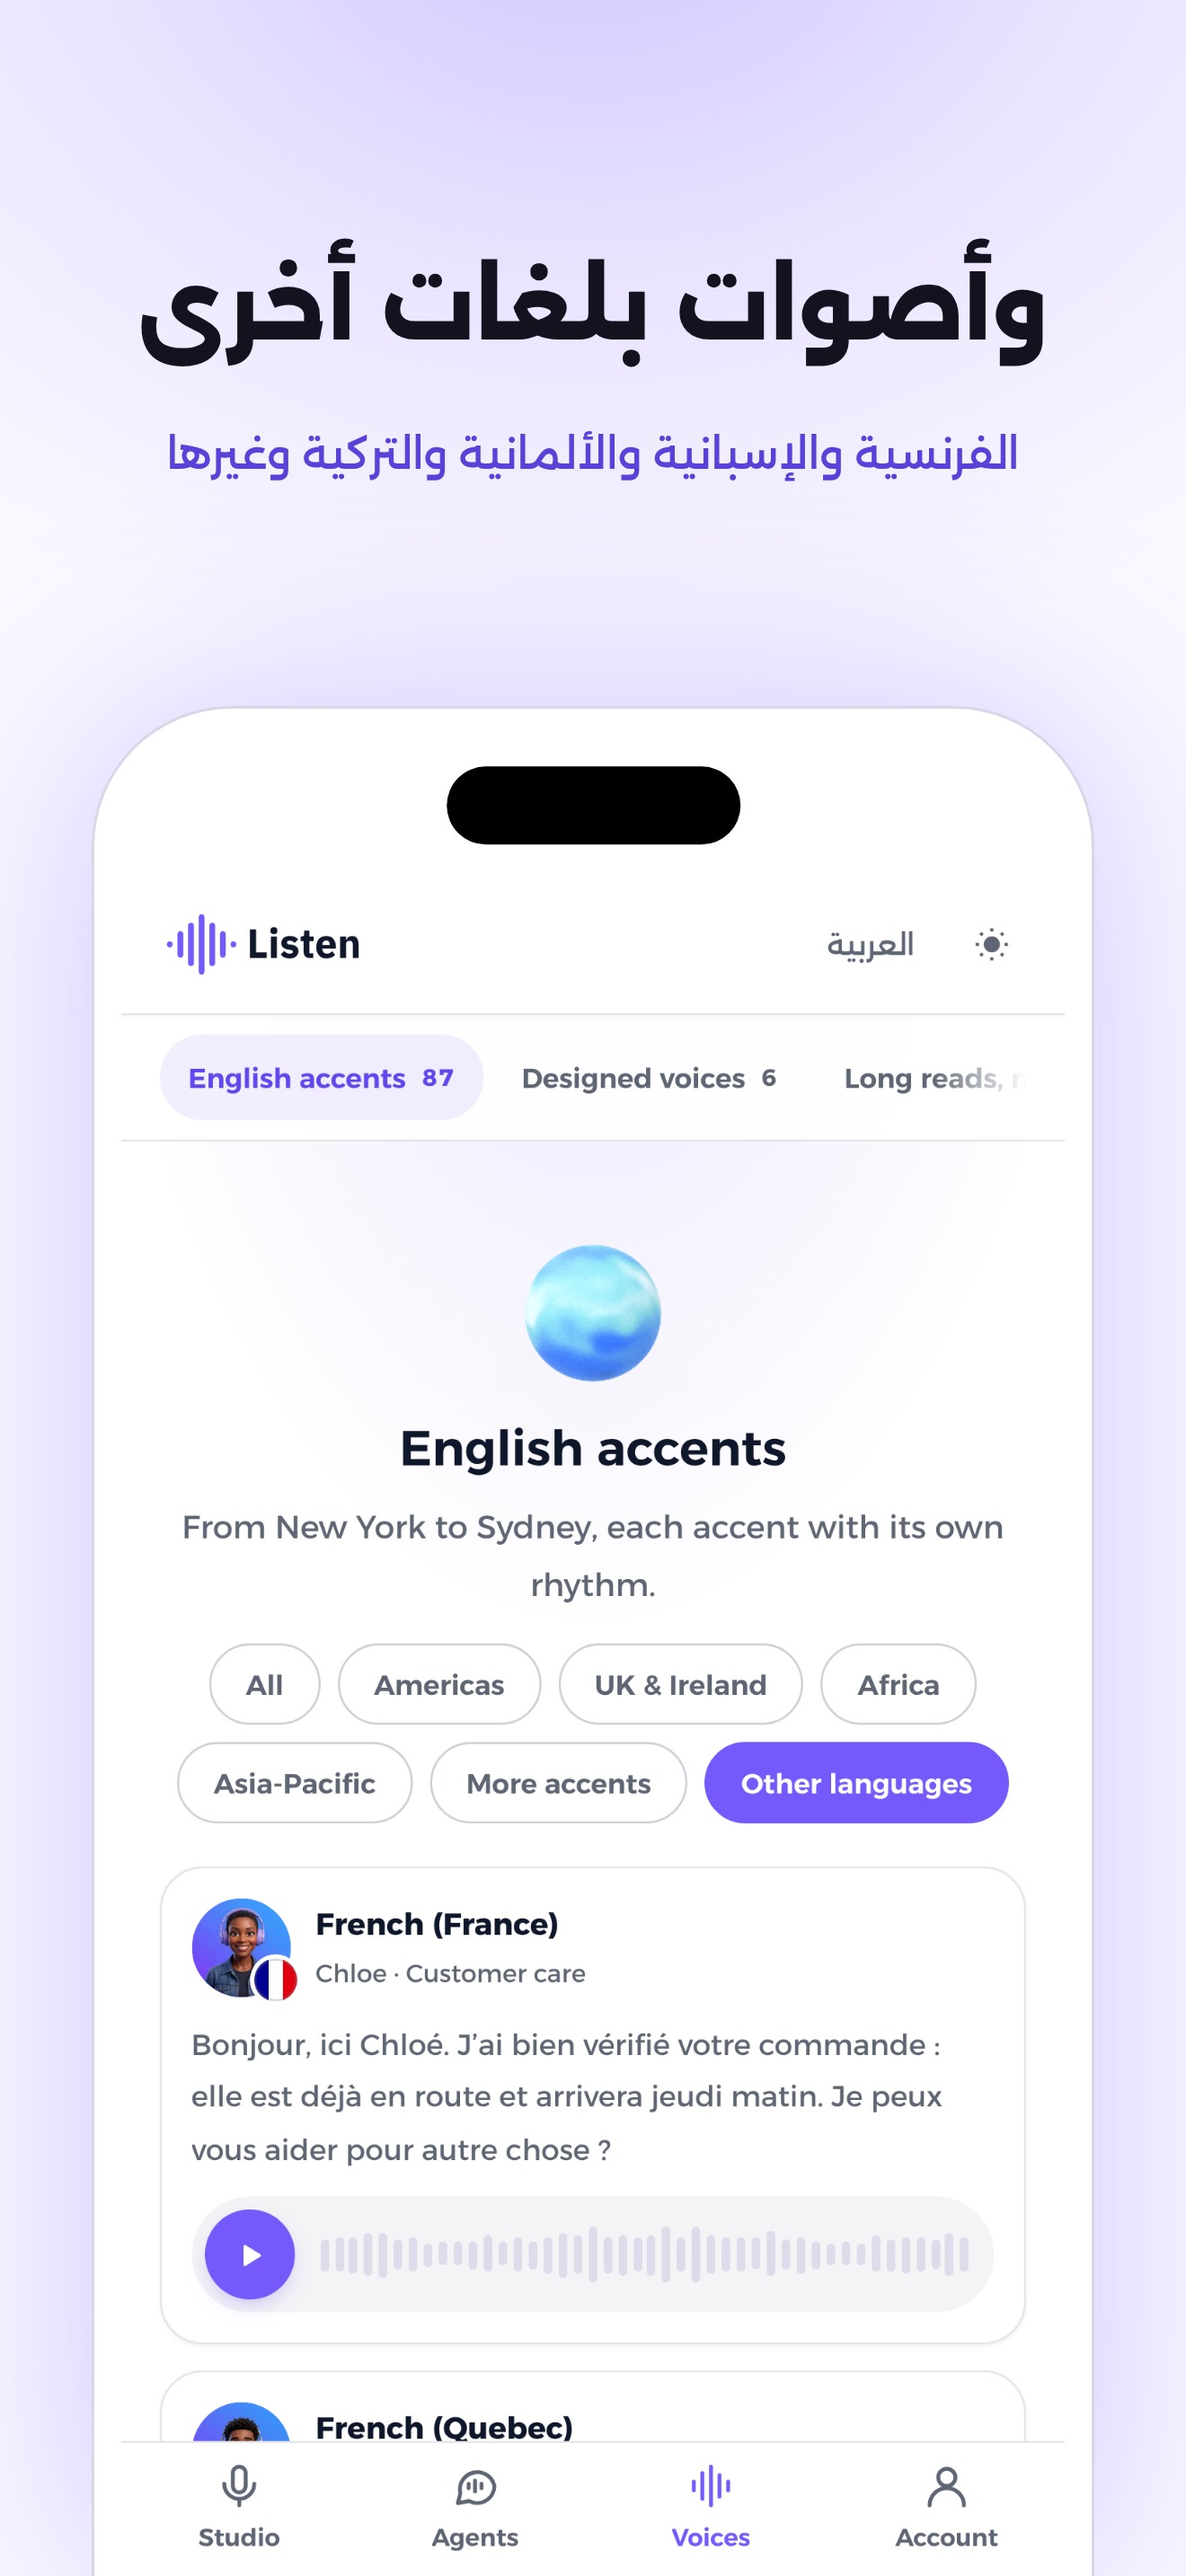 وأصوات بلغات أخرى
الفرنسية والإسبانية والألمانية والتركية وغيرها
Listen
العربية
English accents 87
Designed voices 6
Long reads,
English accents
From New York to Sydney, each accent with its own
rhythm.
All
Americas
UK & Ireland
Africa
Asia-Pacific
More accents
Other languages
French (France)
Chloe · Customer care
Bonjour, ici Chloé. J’ai bien vérifié votre commande :
elle est déjà en route et arrivera jeudi matin. Je peux
vous aider pour autre chose ?
French (Quebec)
Studio
Agents
Voices
Account